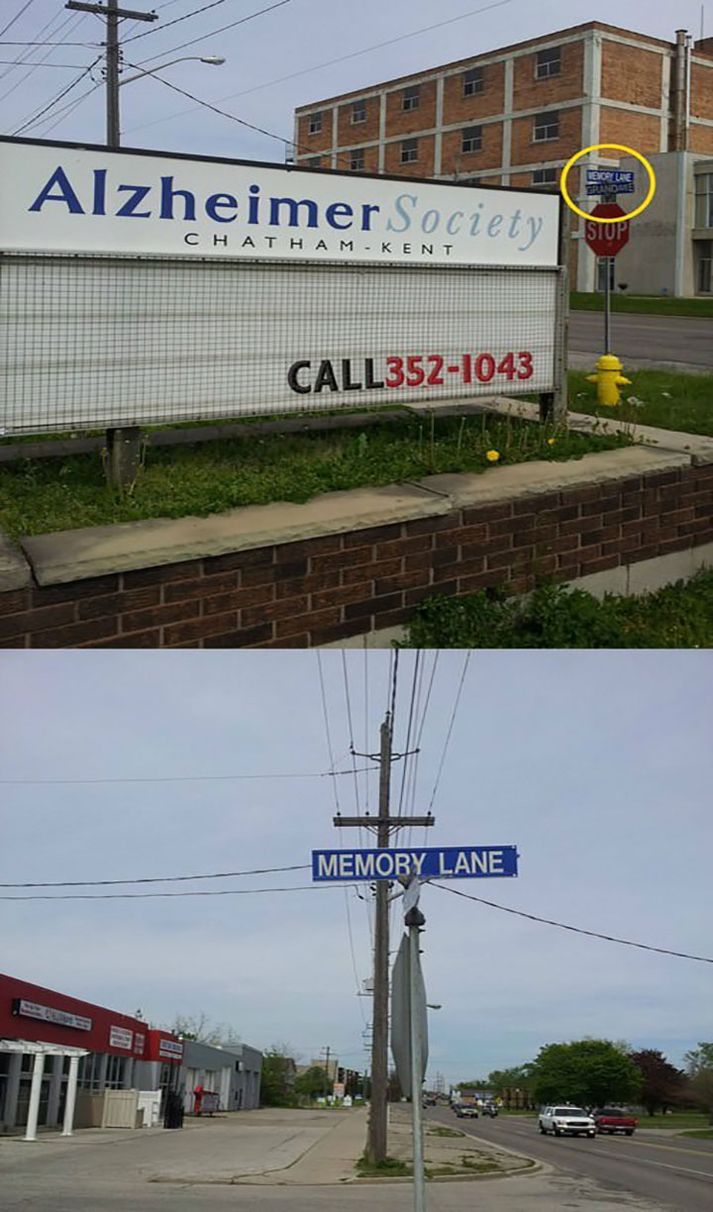 Alzheimer Society
CHATHAM-KENT
CALL 352-1043
MEMORY LANE
GRAND AVE
STOP
MEMORY LANE